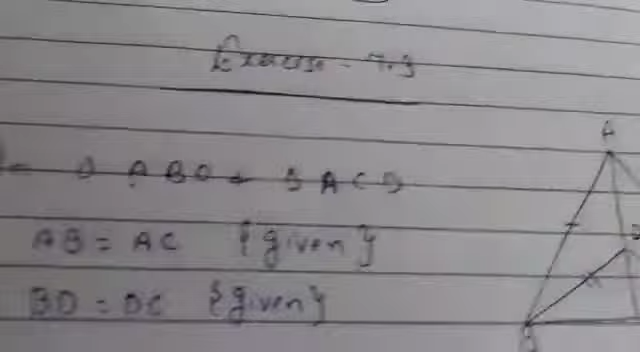 Exercise - 7.3
Δ ABD & Δ ACD
AB = AC {given}
BD = DC {given}
A
D
B